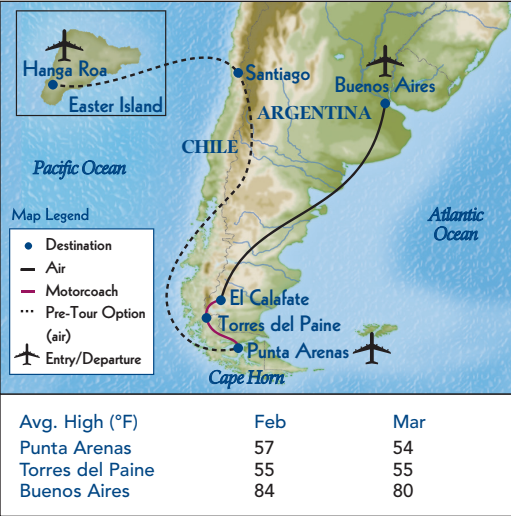 Hanga Roa
Easter Island
Santiago
Buenos Aires
ARGENTINA
CHILE
Pacific Ocean
Atlantic
Ocean
Map Legend
Destination
Air
Motorcoach
Pre-Tour Option
(air)
Entry/Departure
El Calafate
Torres del Paine
Punta Arenas
Cape Horn
Avg. High (°F) Feb Mar
Punta Arenas 57 54
Torres del Paine 55 55
Buenos Aires 84 80